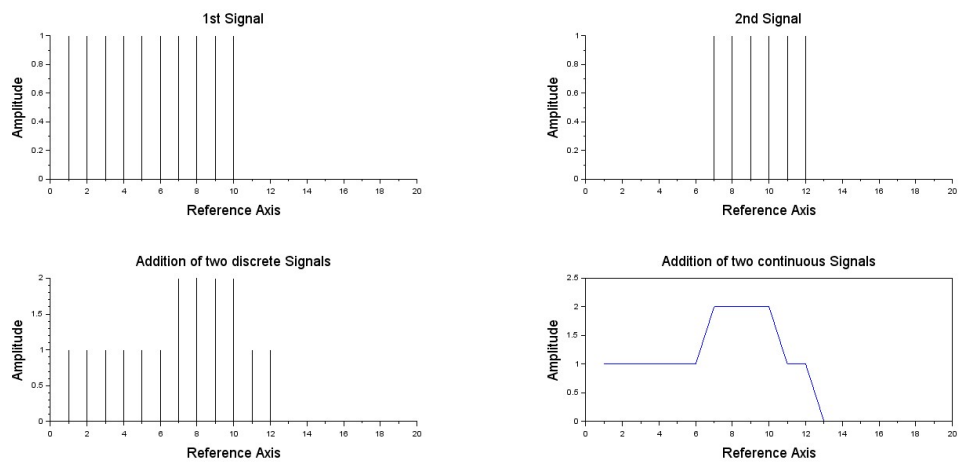 1st Signal
1
0.8
0.6
0.4
0.2
0
Amplitude
0 2 4 6 8 10 12 14 16 18 20
Reference Axis
2nd Signal
1
0.8
0.6
0.4
0.2
0
Amplitude
0 2 4 6 8 10 12 14 16 18 20
Reference Axis
Addition of two discrete Signals
2
1.5
1
0.5
0
Amplitude
0 2 4 6 8 10 12 14 16 18 20
Reference Axis
Addition of two continuous Signals
2.5
2
1.5
1
0.5
0
Amplitude
0 2 4 6 8 10 12 14 16 18 20
Reference Axis